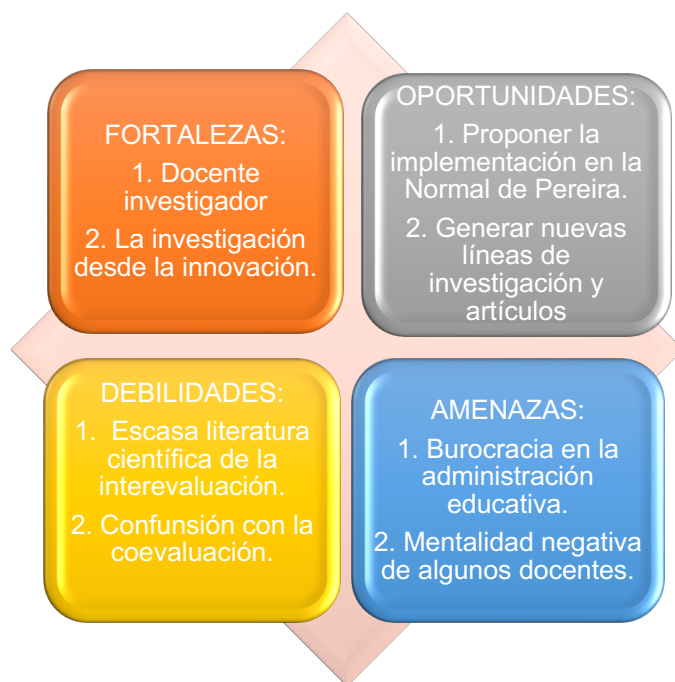 FORTALEZAS:
1. Docente
investigador
2. La investigación
desde la innovación.
OPORTUNIDADES:
1. Proponer la
implementación en la
Normal de Pereira.
2. Generar nuevas
líneas de
investigación y
artículos
DEBILIDADES:
1. Escasa literatura
científica de la
interevaluación.
2. Confunsión con la
coevaluación.
AMENAZAS:
1. Burocracia en la
administración
educativa.
2. Mentalidad negativa
de algunos docentes.